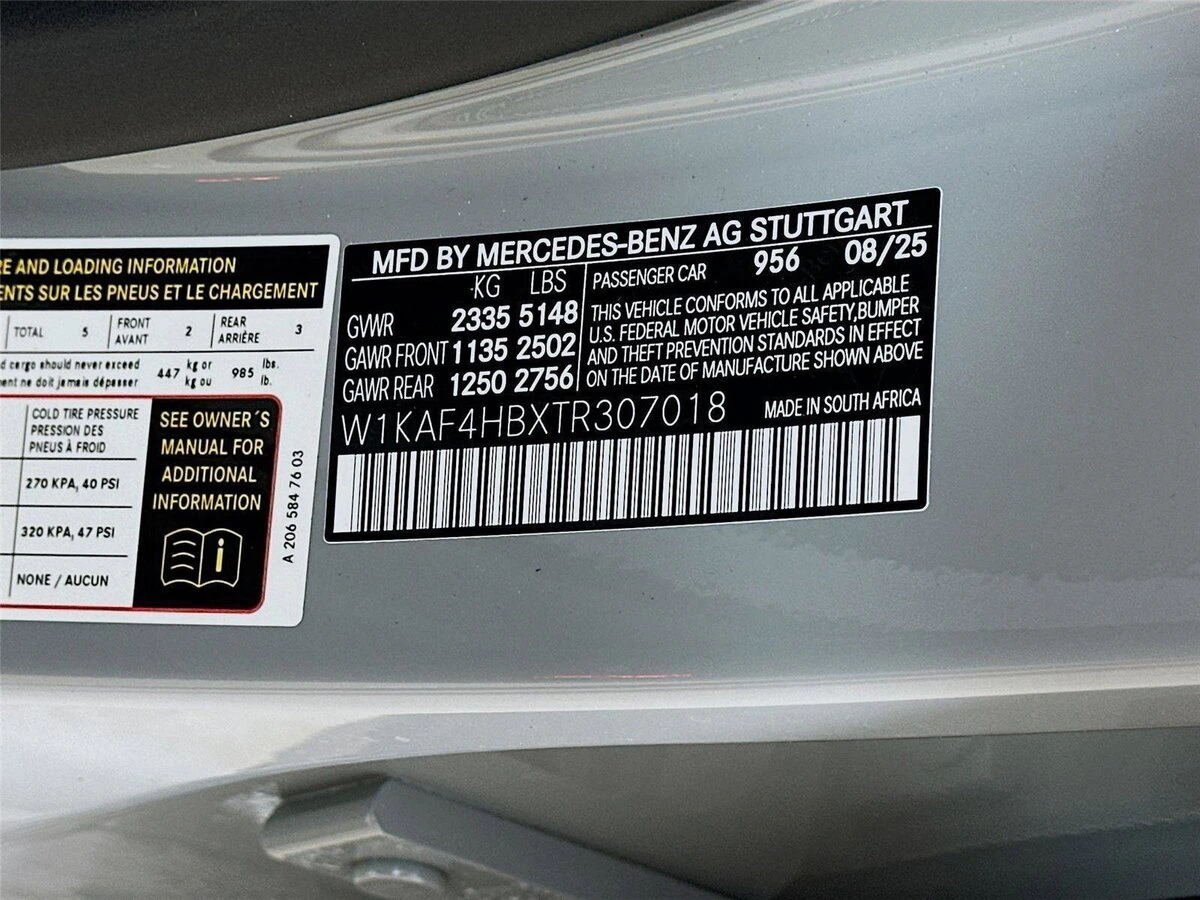 RE AND LOADING INFORMATION
ENTS SUR LES PNEUS ET LE CHARGEMENT
TOTAL 5 FRONT AVANT 2 REAR ARRIÈRE 3
d cargo should never exceed
ent ne doit jamais dépasser
447 kg or kg ou 985 lbs. lb.
COLD TIRE PRESSURE
PRESSION DES
PNEUS À FROID
270 KPA, 40 PSI
320 KPA, 47 PSI
NONE / AUCUN
SEE OWNER´S
MANUAL FOR
ADDITIONAL
INFORMATION
i
A 206 584 76 03
MFD BY MERCEDES-BENZ AG STUTTGART
KG LBS
GVWR 2335 5148
GAWR FRONT 1135 2502
GAWR REAR 1250 2756
PASSENGER CAR 956 08/25
THIS VEHICLE CONFORMS TO ALL APPLICABLE
U.S. FEDERAL MOTOR VEHICLE SAFETY,BUMPER
AND THEFT PREVENTION STANDARDS IN EFFECT
ON THE DATE OF MANUFACTURE SHOWN ABOVE
W1KAF4HBXTR307018 MADE IN SOUTH AFRICA